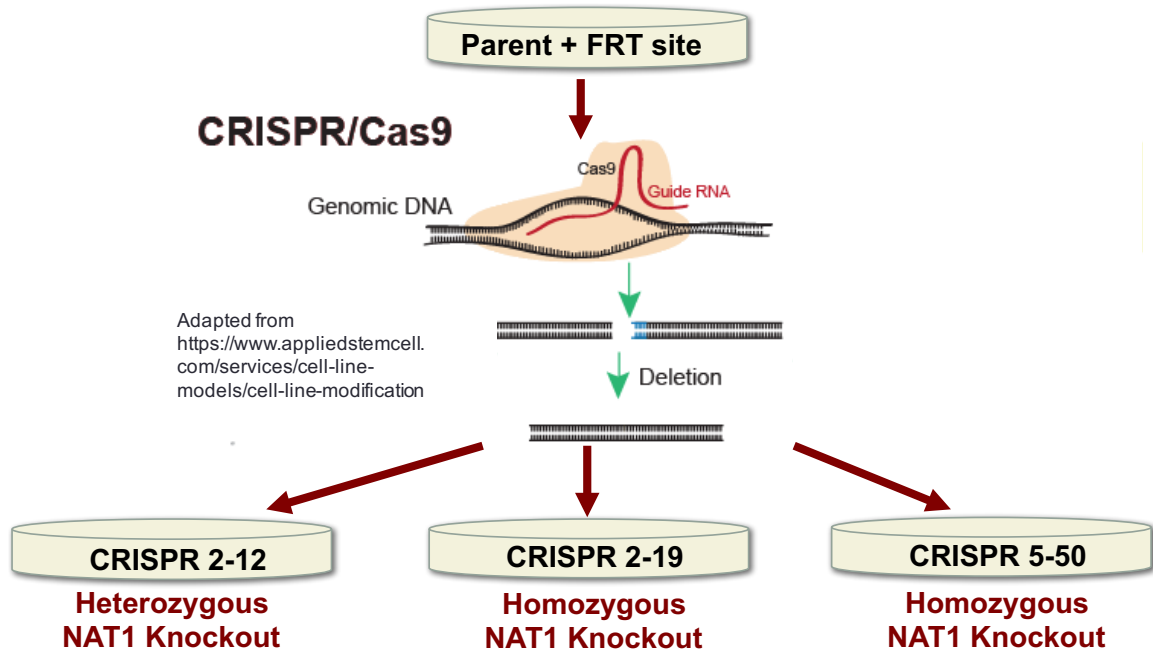 Parent + FRT site
CRISPR/Cas9
Cas9
Guide RNA
Genomic DNA
Adapted from
https://www.appliedstemcell.
com/services/cell-line-
models/cell-line-modification
Deletion
CRISPR 2-12
Heterozygous
NAT1 Knockout
CRISPR 2-19
Homozygous
NAT1 Knockout
CRISPR 5-50
Homozygous
NAT1 Knockout